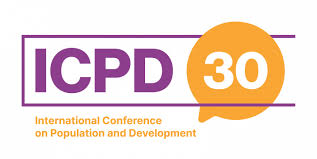 ICPD 30
International Conference
on Population and Development